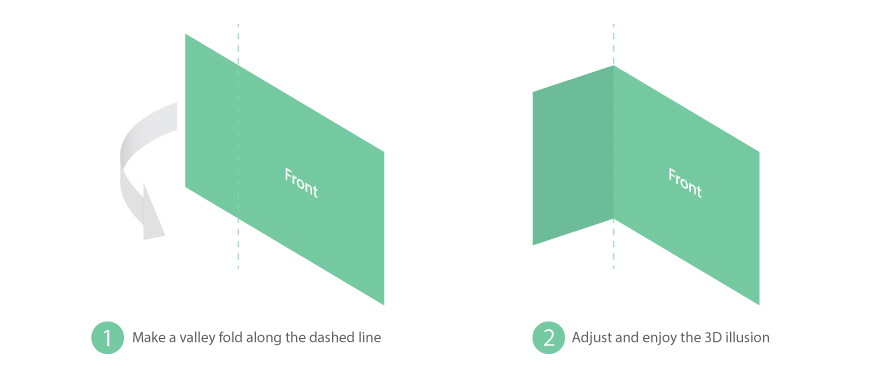 Front
Front
1 Make a valley fold along the dashed line
2 Adjust and enjoy the 3D illusion